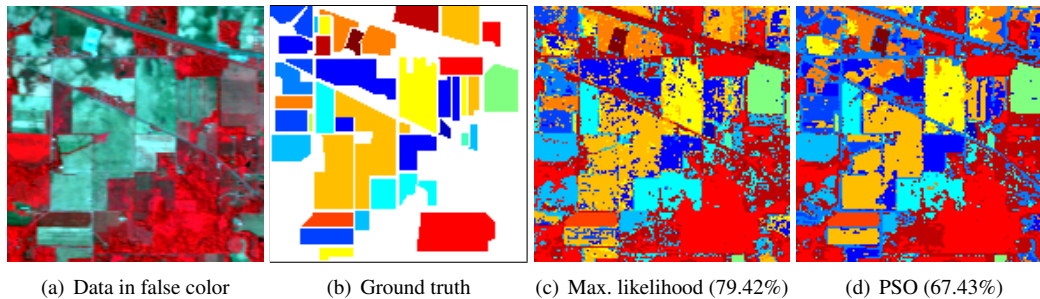 (a) Data in false color
(b) Ground truth
(c) Max. likelihood (79.42%)
(d) PSO (67.43%)